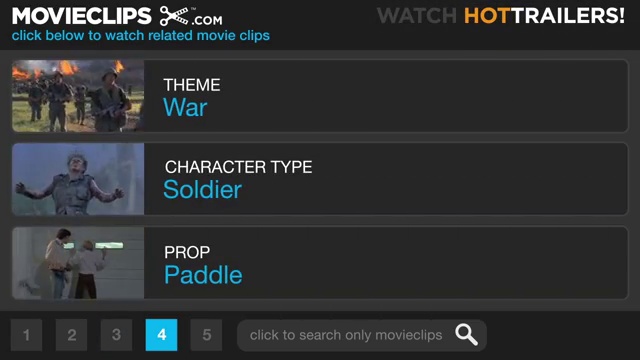 MOVIECLIPS .COM
WATCH HOTTRAILERS!
click below to watch related movie clips
THEME
War
CHARACTER TYPE
Soldier
PROP
Paddle
1 2 3 4 5 click to search only movieclips